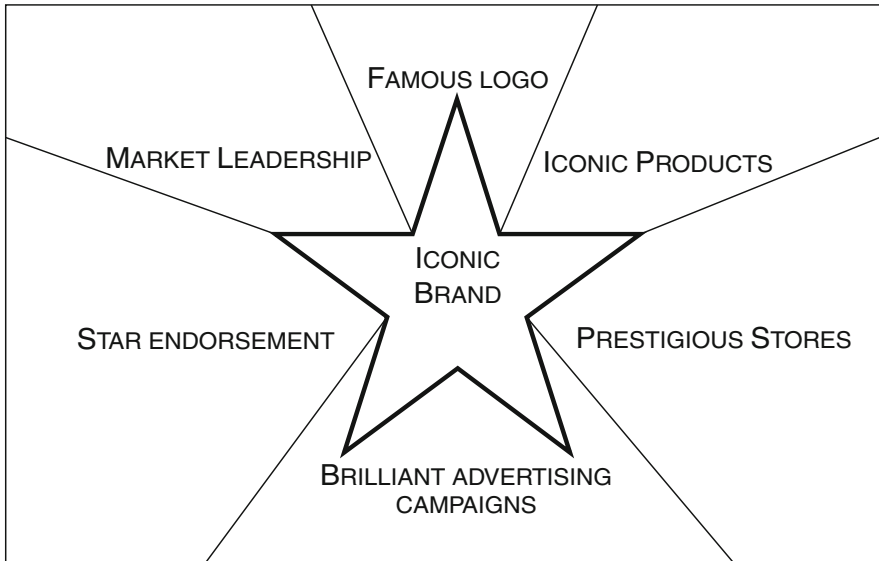 FAMOUS LOGO
MARKET LEADERSHIP
ICONIC PRODUCTS
ICONIC
BRAND
STAR ENDORSEMENT
PRESTIGIOUS STORES
BRILLIANT ADVERTISING
CAMPAIGNS